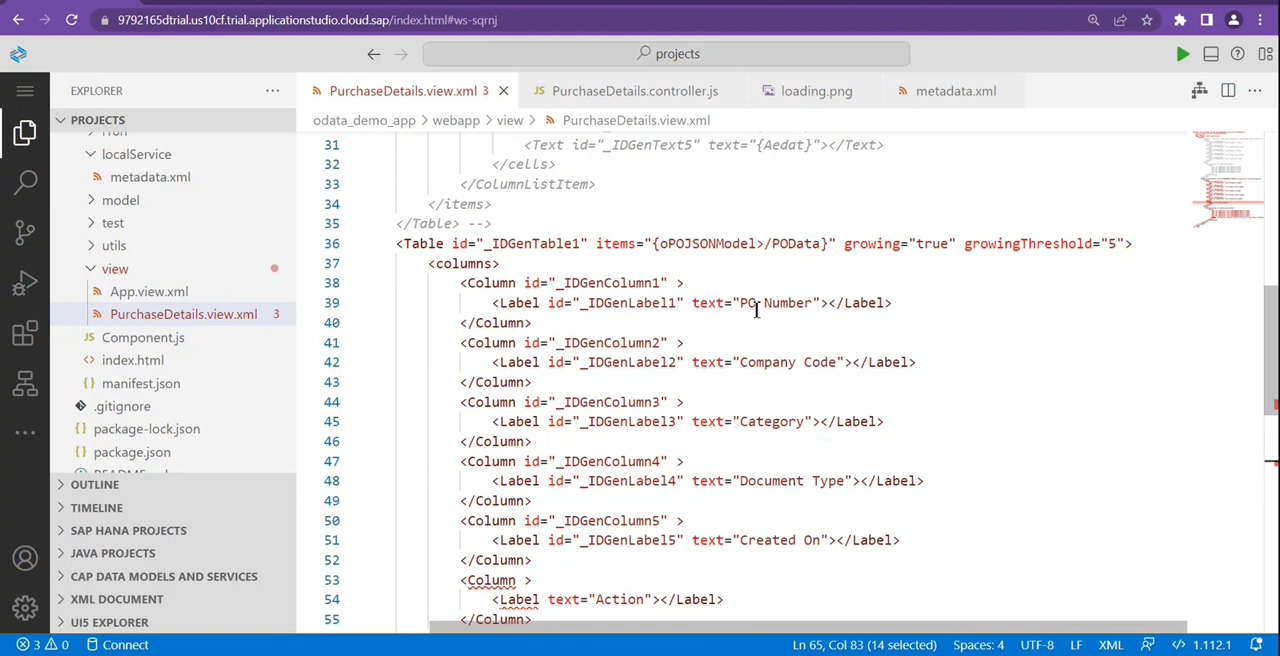 9792165dtrial.us10cf.trial.applicationstudio.cloud.sap/index.html#ws-sqrnj
projects
EXPLORER
PurchaseDetails.view.xml 3
PurchaseDetails.controller.js
loading.png
metadata.xml
PROJECTS
odata_demo_app > webapp > view > PurchaseDetails.view.xml
localService
metadata.xml
model
test
utils
view
App.view.xml
PurchaseDetails.view.xml 3
JS Component.js
<> index.html
{} manifest.json
.gitignore
{} package-lock.json
{} package.json
OUTLINE
TIMELINE
SAP HANA PROJECTS
JAVA PROJECTS
CAP DATA MODELS AND SERVICES
XML DOCUMENT
UI5 EXPLORER
31 <Text id="_IDGenText5" text="{Aedat}"></Text>
32 </cells>
33 </ColumnListItem>
34 </items>
35 </Table> -->
36 <Table id="_IDGenTable1" items="{oPOJSONModel>/POData}" growing="true" growingThreshold="5">
37 <columns>
38 <Column id="_IDGenColumn1" >
39 <Label id="_IDGenLabel1" text="PO Number"></Label>
40 </Column>
41 <Column id="_IDGenColumn2" >
42 <Label id="_IDGenLabel2" text="Company Code"></Label>
43 </Column>
44 <Column id="_IDGenColumn3" >
45 <Label id="_IDGenLabel3" text="Category"></Label>
46 </Column>
47 <Column id="_IDGenColumn4" >
48 <Label id="_IDGenLabel4" text="Document Type"></Label>
49 </Column>
50 <Column id="_IDGenColumn5" >
51 <Label id="_IDGenLabel5" text="Created On"></Label>
52 </Column>
53 <Column >
54 <Label text="Action"></Label>
55 </Column>
3 0 Connect
Ln 65, Col 83 (14 selected) Spaces: 4 UTF-8 LF XML 1.112.1